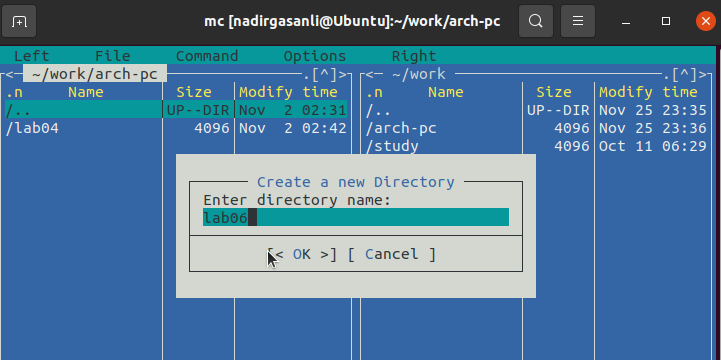 mc [nadirgasanli@Ubuntu]:~/work/arch-pc
Left File Command Options Right
<─ ~/work/arch-pc ─.[^]>
.n Name Size Modify time
/.. UP--DIR Nov 2 02:31
/lab04 4096 Nov 2 02:42
<─ ~/work ─.[^]>
.n Name Size Modify time
/.. UP--DIR Nov 25 23:35
/arch-pc 4096 Nov 25 23:36
/study 4096 Oct 11 06:29
Create a new Directory
Enter directory name:
lab06
[< OK >] [ Cancel ]